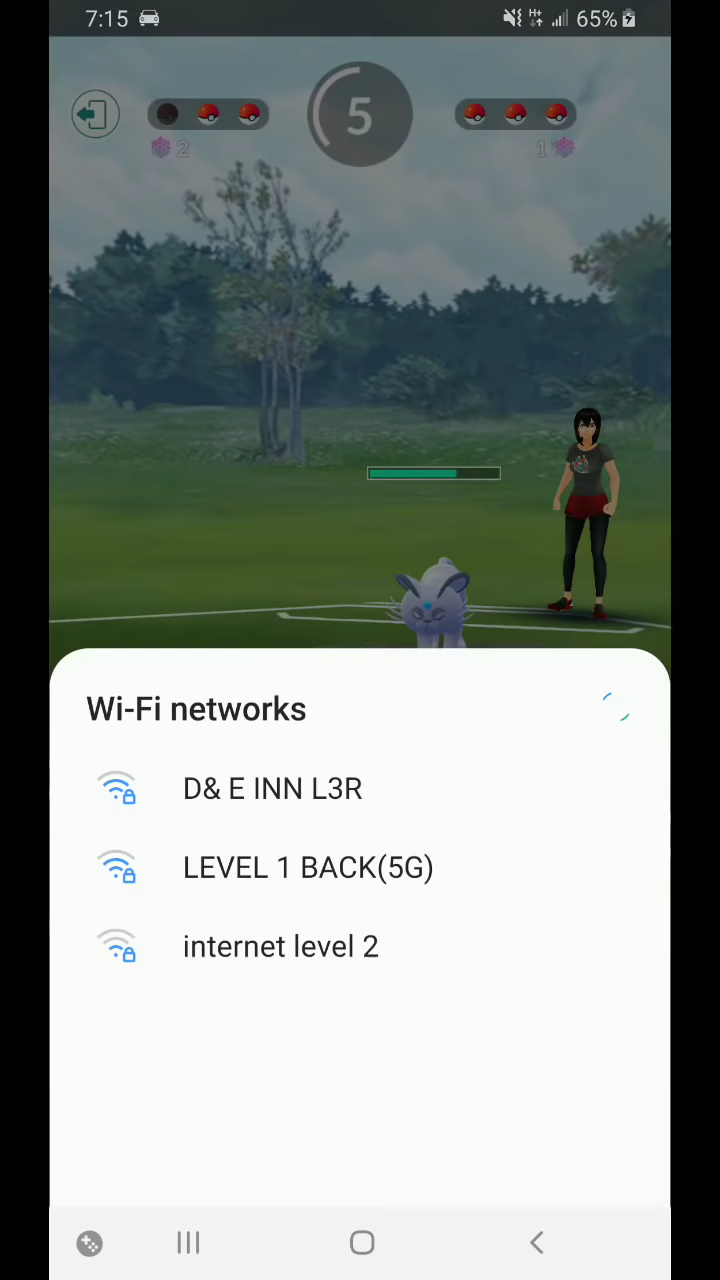 7:15
H+
65%
5
2
1
Wi-Fi networks
D& E INN L3R
LEVEL 1 BACK(5G)
internet level 2